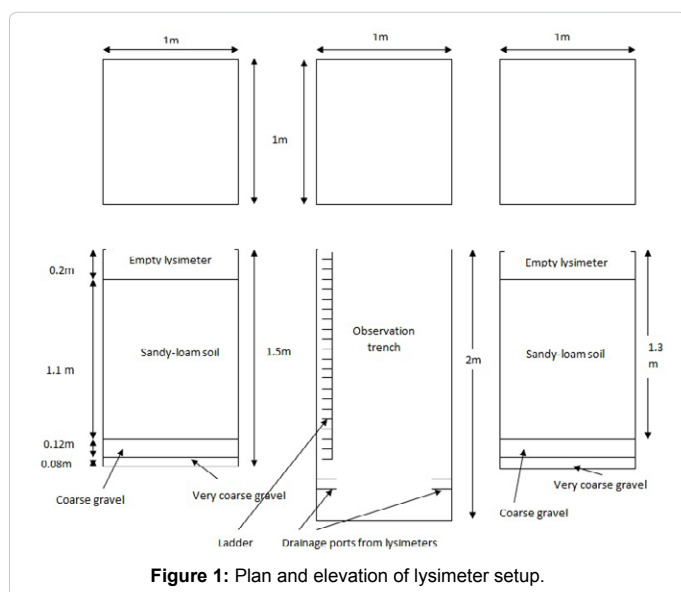 1m
1m
1m
1m
Empty lysimeter
Empty lysimeter
0.2m
Sandy-loam soil
1.5m
Observation
trench
2m
Sandy-loam soil
1.3
m
1.1 m
0.12m
0.08m
Coarse gravel
Very coarse gravel
Very coarse gravel
Coarse gravel
Ladder
Drainage ports from lysimeters
Figure 1: Plan and elevation of lysimeter setup.